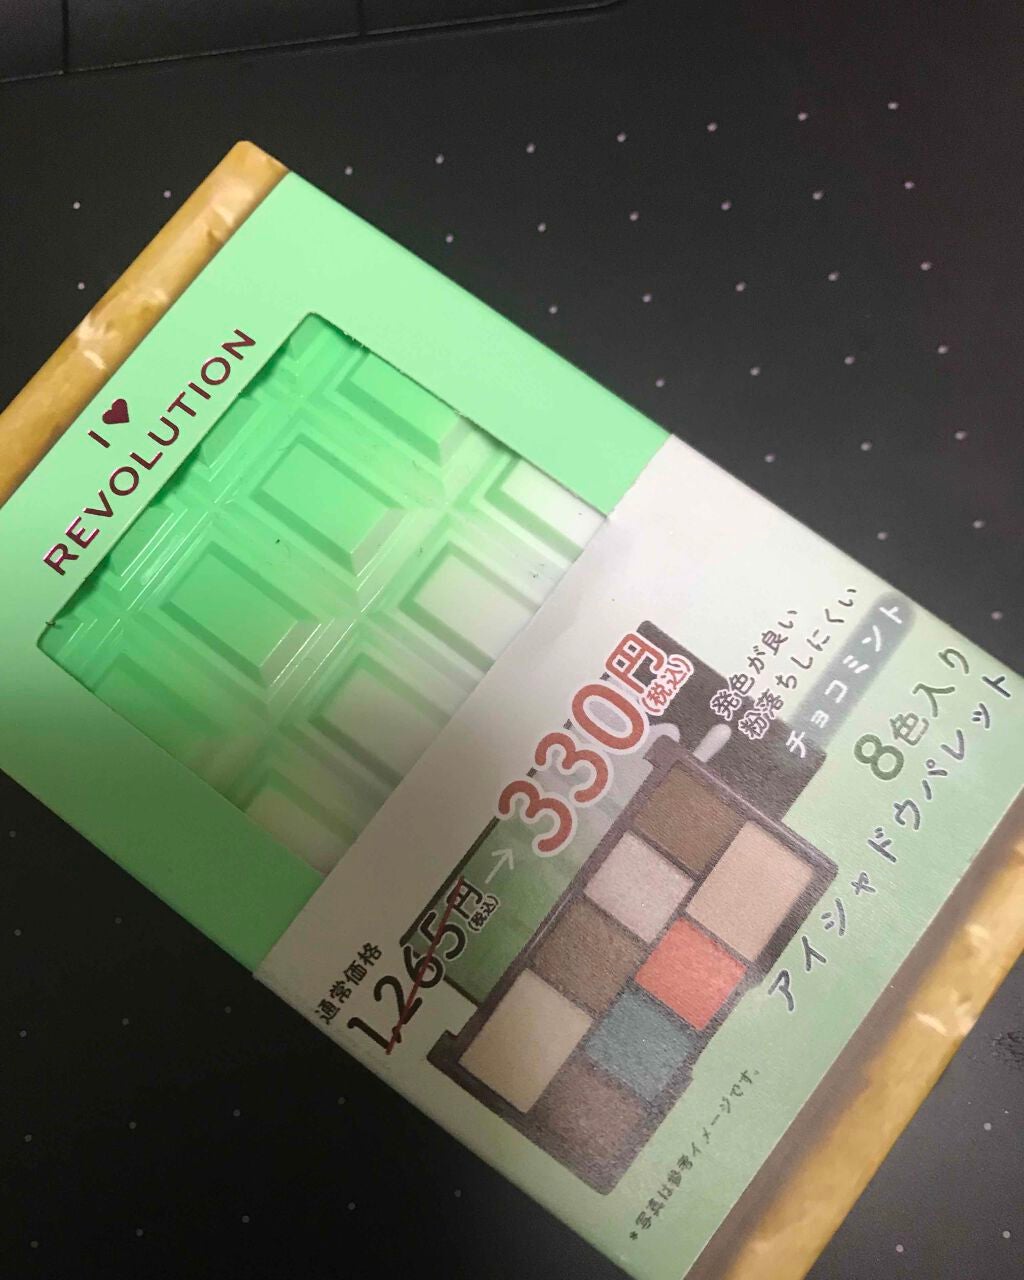 I ♥
REVOLUTION
通常価格
1,265円
(税込)
→
330円
(税込)
発色が良い
粉落ちしにくい
チョコミント
8色入り
アイシャドウパレット
*写真は参考イメージです。